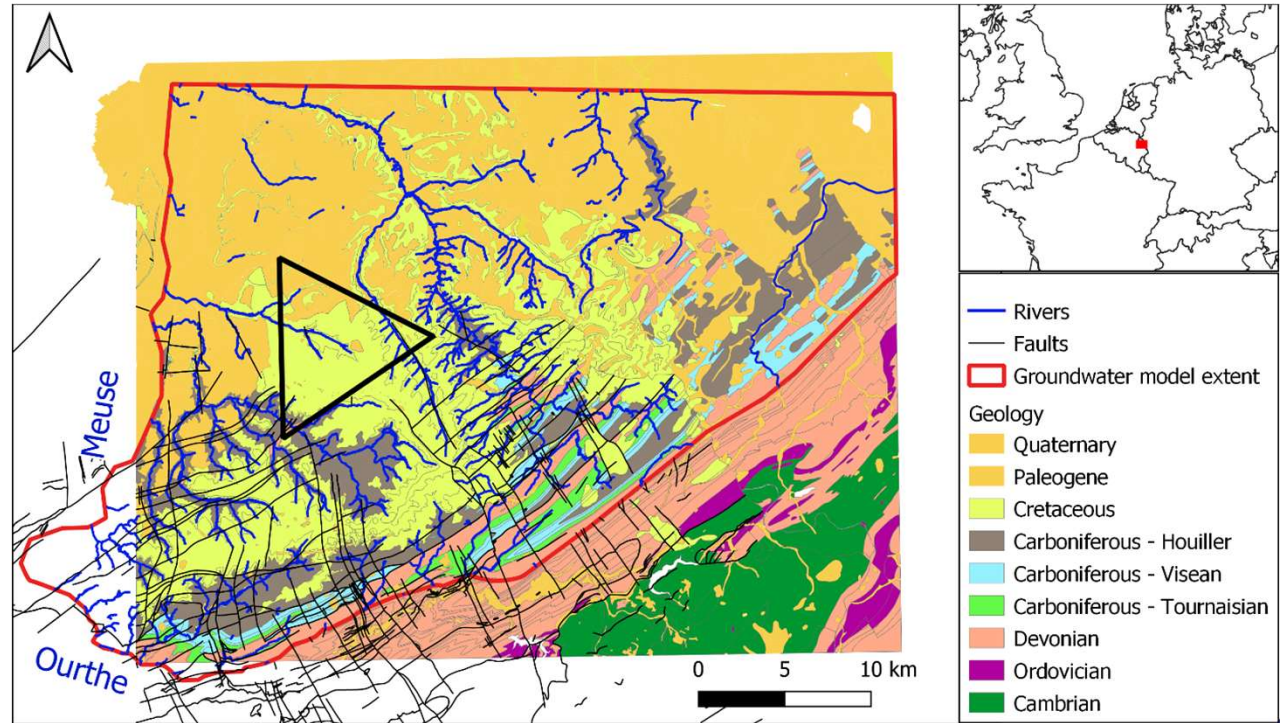 Meuse
Ourthe
0 5 10 km
Rivers
Faults
Groundwater model extent
Geology
Quaternary
Paleogene
Cretaceous
Carboniferous - Houiller
Carboniferous - Visean
Carboniferous - Tournaisian
Devonian
Ordovician
Cambrian